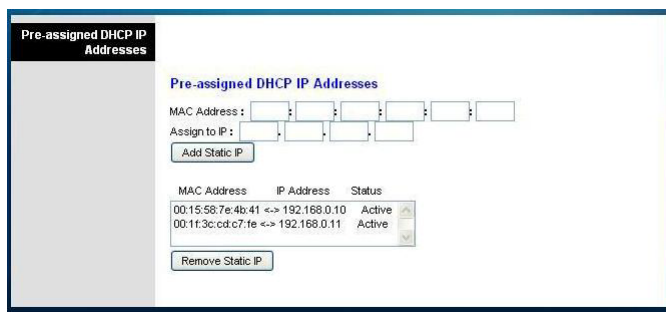 Pre-assigned DHCP IP
Addresses
Pre-assigned DHCP IP Addresses
MAC Address : : : : : :
Assign to IP : . . .
Add Static IP
MAC Address IP Address Status
00:15:58:7e:4b:41 <-> 192.168.0.10 Active
00:1f:3c:cd:c7:fe <-> 192.168.0.11 Active
Remove Static IP